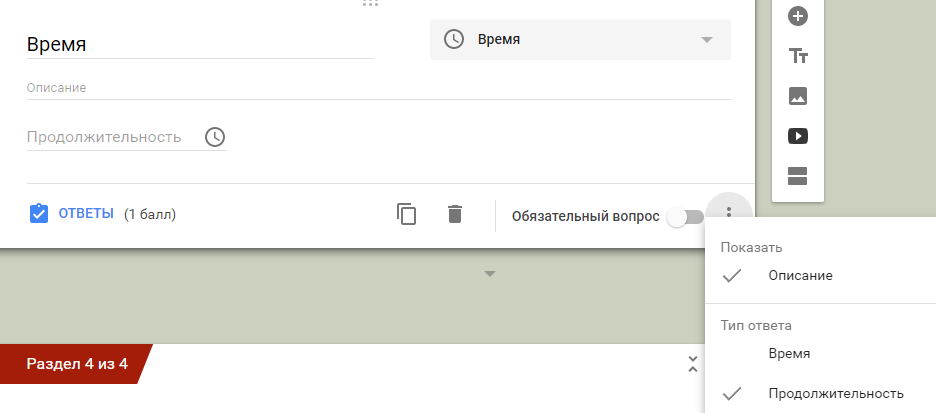 Время
Время
Описание
Продолжительность
ОТВЕТЫ (1 балл)
Обязательный вопрос
Tт
Показать
Описание
Тип ответа
Время
Продолжительность
Раздел 4 из 4